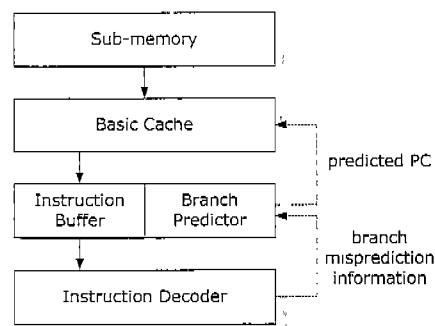 Sub-memory
Basic Cache
predicted PC
Instruction
Buffer
Branch
Predictor
branch
misprediction
information
Instruction Decoder